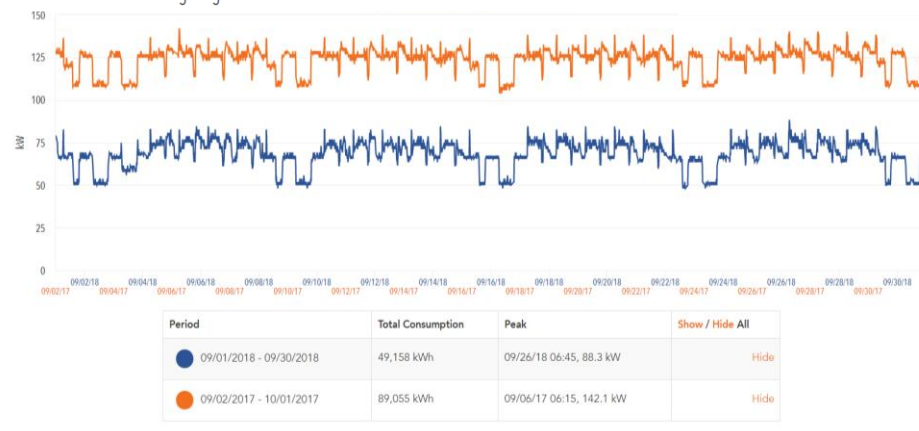 150
125
100
75
50
25
0
kW
09/02/18 09/04/18 09/06/18 09/08/18 09/10/18 09/12/18 09/14/18 09/16/18 09/18/18 09/20/18 09/22/18 09/24/18 09/26/18 09/28/18 09/30/18
09/02/17 09/04/17 09/06/17 09/08/17 09/10/17 09/12/17 09/14/17 09/16/17 09/18/17 09/20/17 09/22/17 09/24/17 09/26/17 09/28/17 09/30/17
Period Total Consumption Peak Show / Hide All
09/01/2018 - 09/30/2018 49,158 kWh 09/26/18 06:45, 88.3 kW Hide
09/02/2017 - 10/01/2017 89,055 kWh 09/06/17 06:15, 142.1 kW Hide